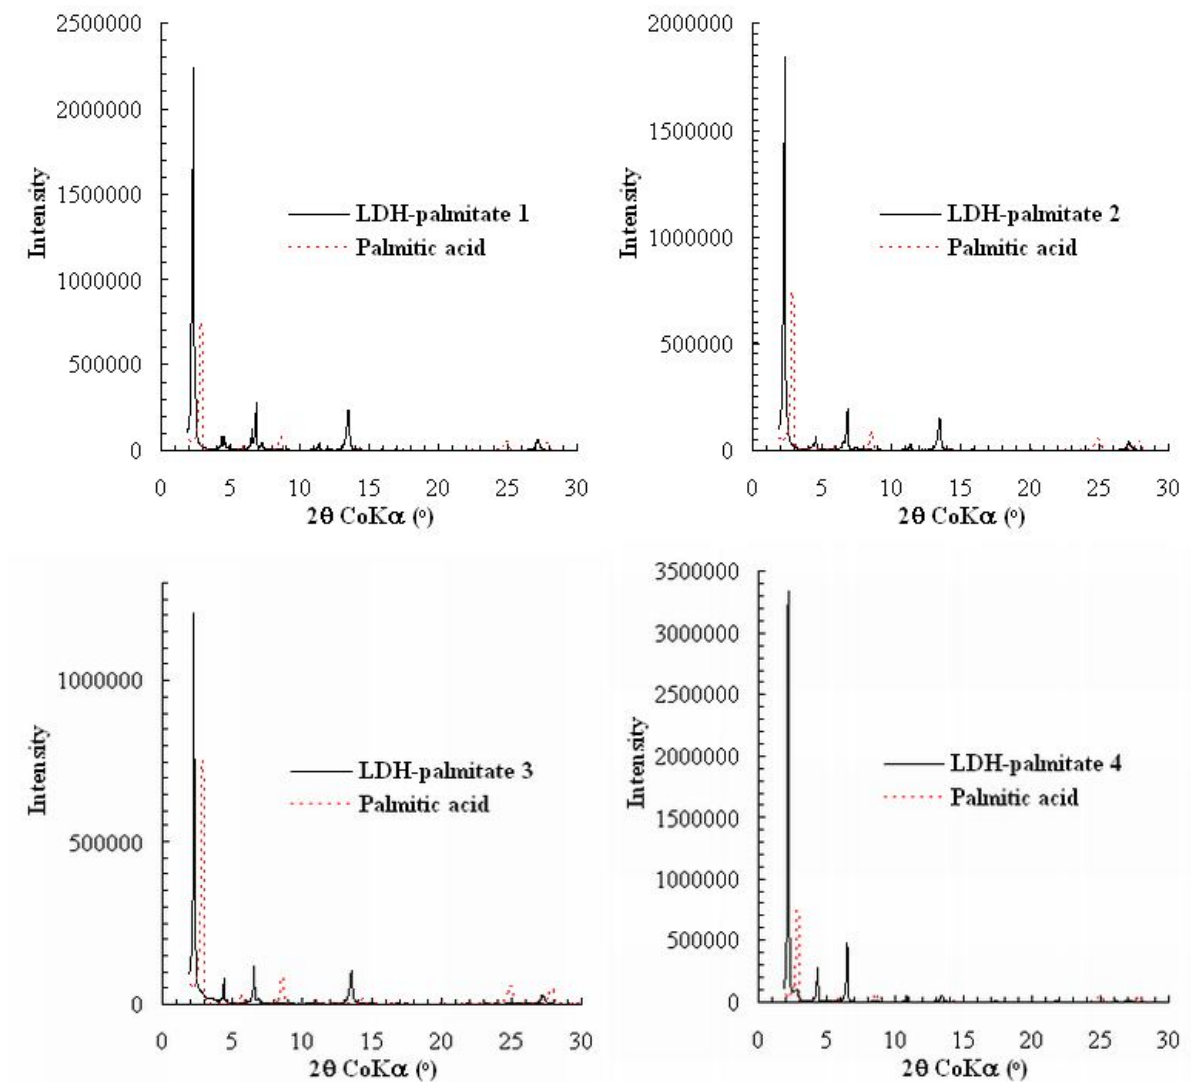 2500000
2000000
1500000
1000000
500000
0
Intensity
LDH-palmitate 1
Palmitic acid
0 5 10 15 20 25 30
2θ CoKα (°)
2000000
1500000
1000000
500000
0
Intensity
LDH-palmitate 2
Palmitic acid
0 5 10 15 20 25 30
2θ CoKα (°)
1000000
500000
0
Intensity
LDH-palmitate 3
Palmitic acid
0 5 10 15 20 25 30
2θ CoKα (°)
3500000
3000000
2500000
2000000
1500000
1000000
500000
0
Intensity
LDH-palmitate 4
Palmitic acid
0 5 10 15 20 25 30
2θ CoKα (°)